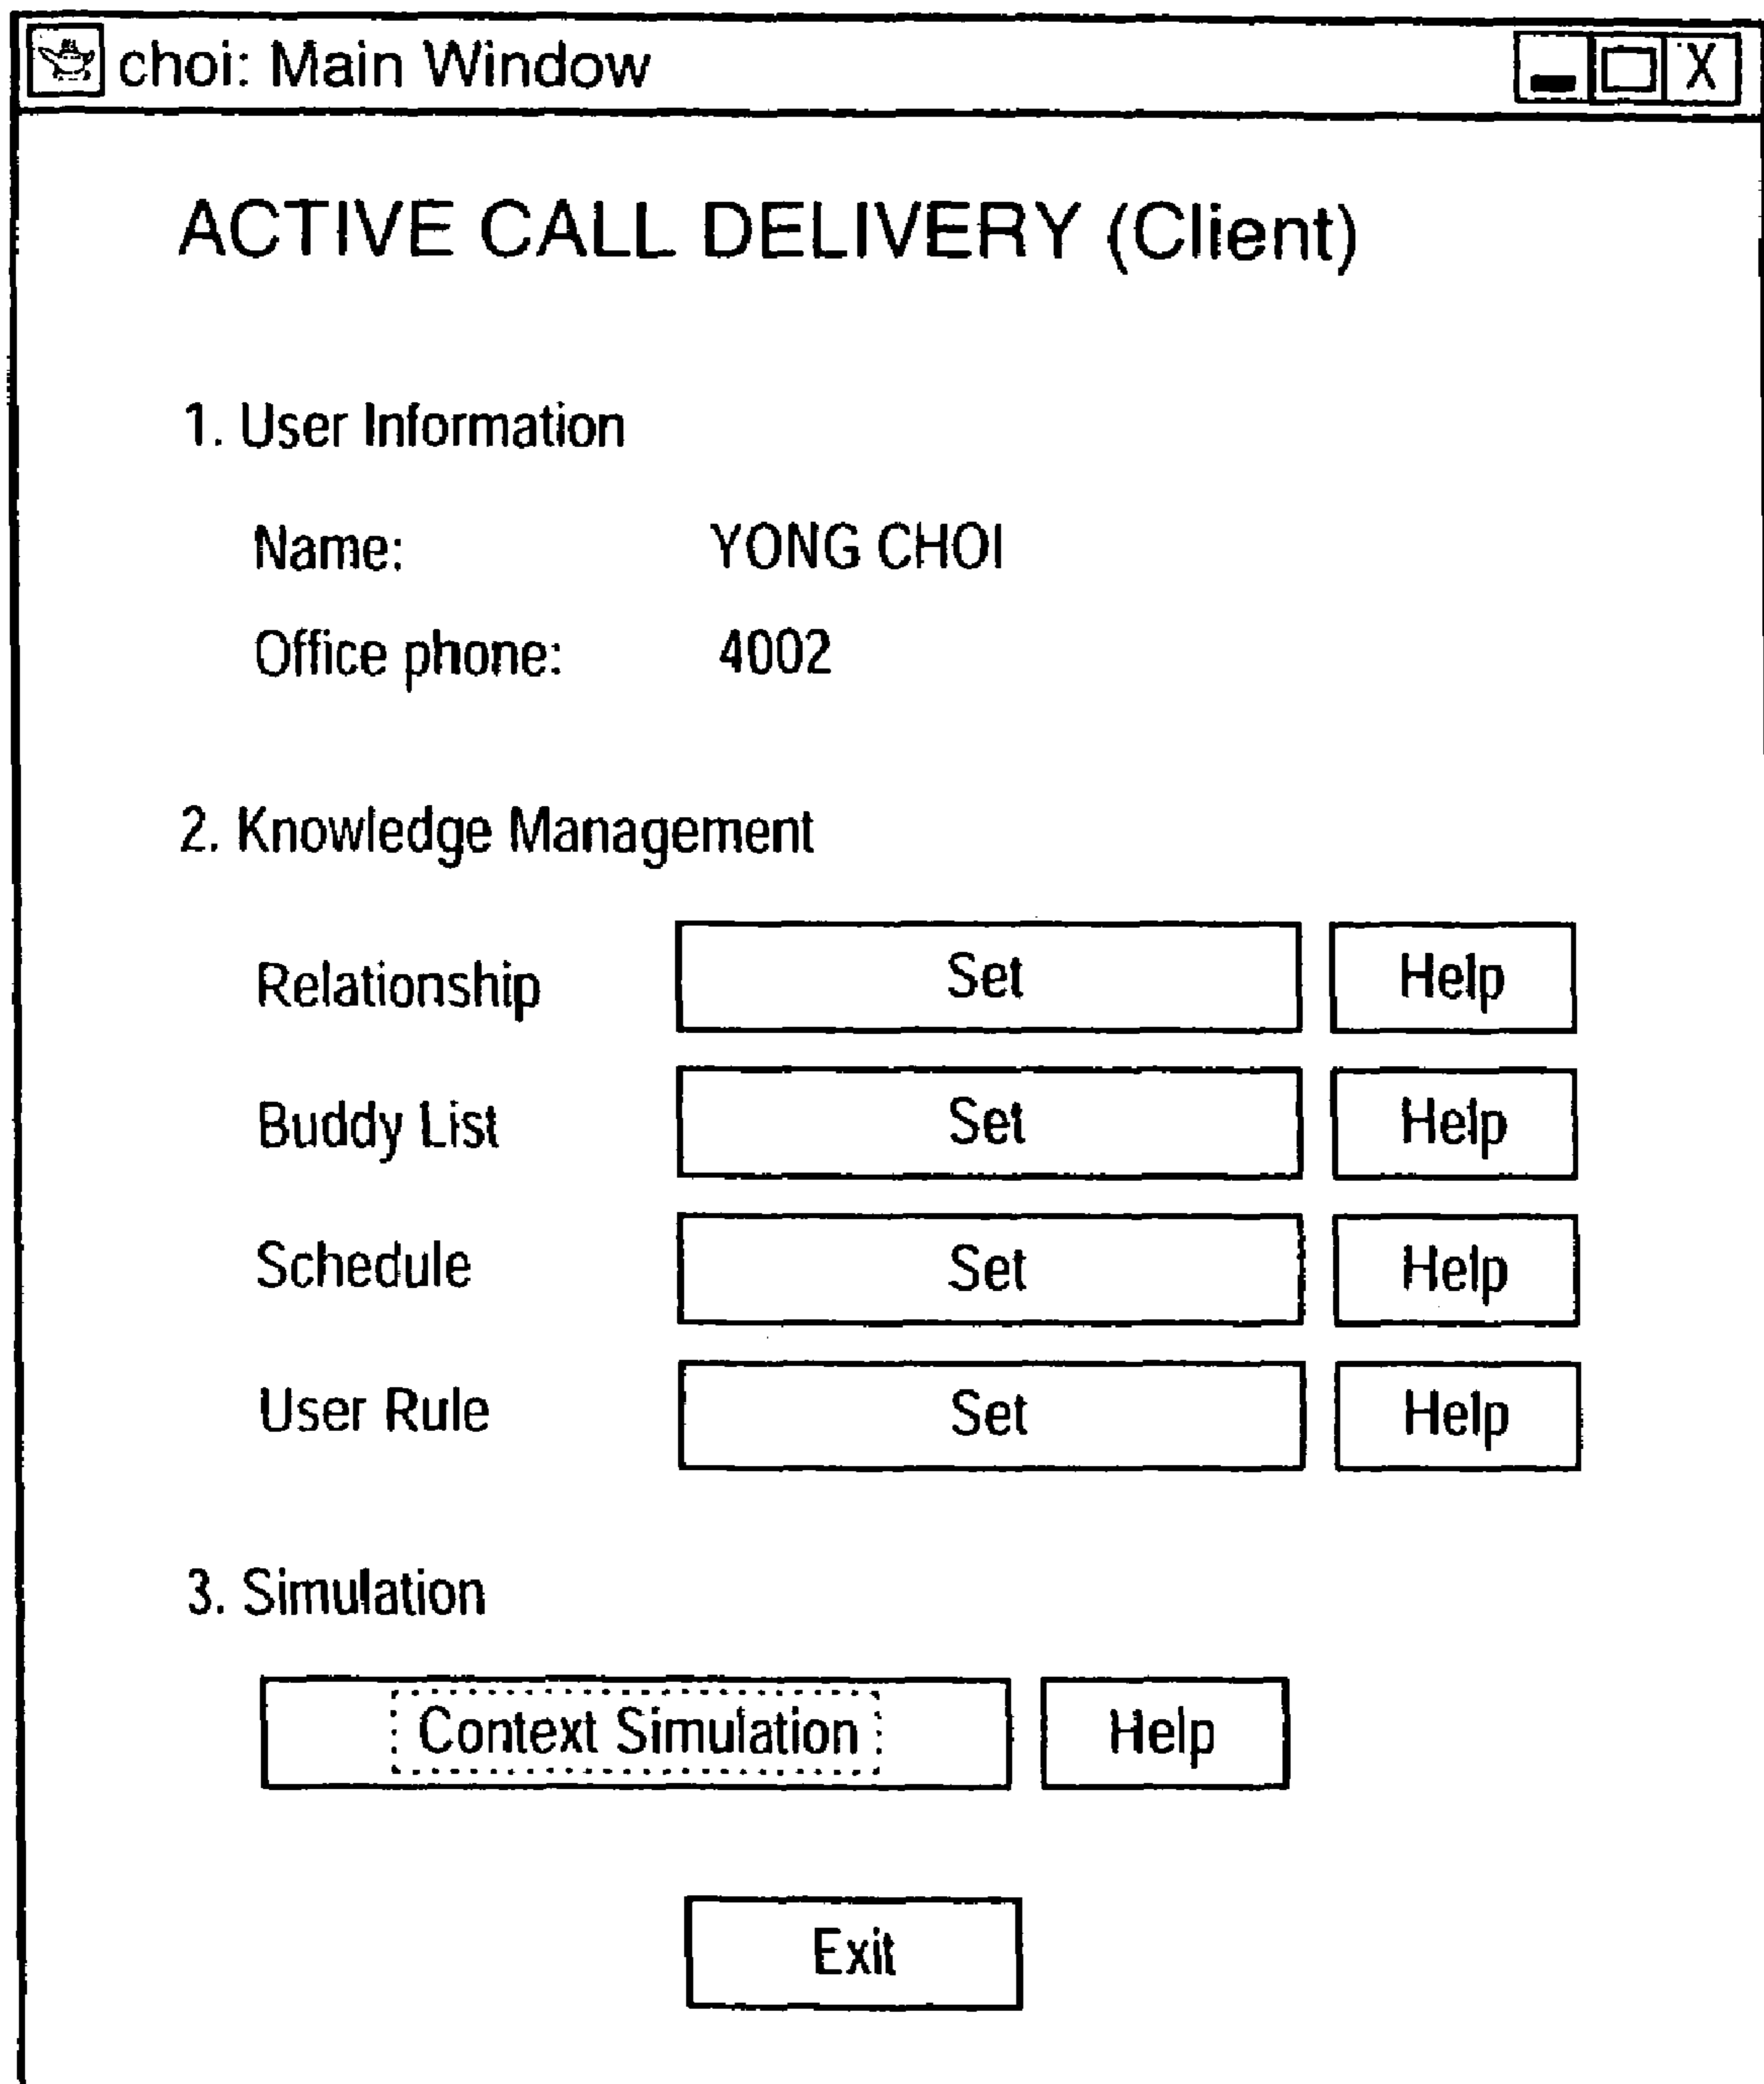 choi: Main Window
X
ACTIVE CALL DELIVERY (Client)
1. User Information
Name: YONG CHOI
Office phone: 4002
2. Knowledge Management
Relationship Set Help
Buddy List Set Help
Schedule Set Help
User Rule Set Help
3. Simulation
Context Simulation Help
Exit